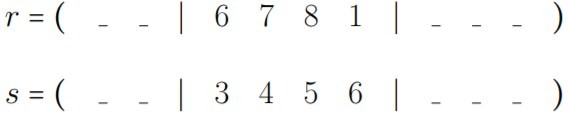 r = ( _ _ | 6 7 8 1 | _ _ _ )
s = ( _ _ | 3 4 5 6 | _ _ _ )